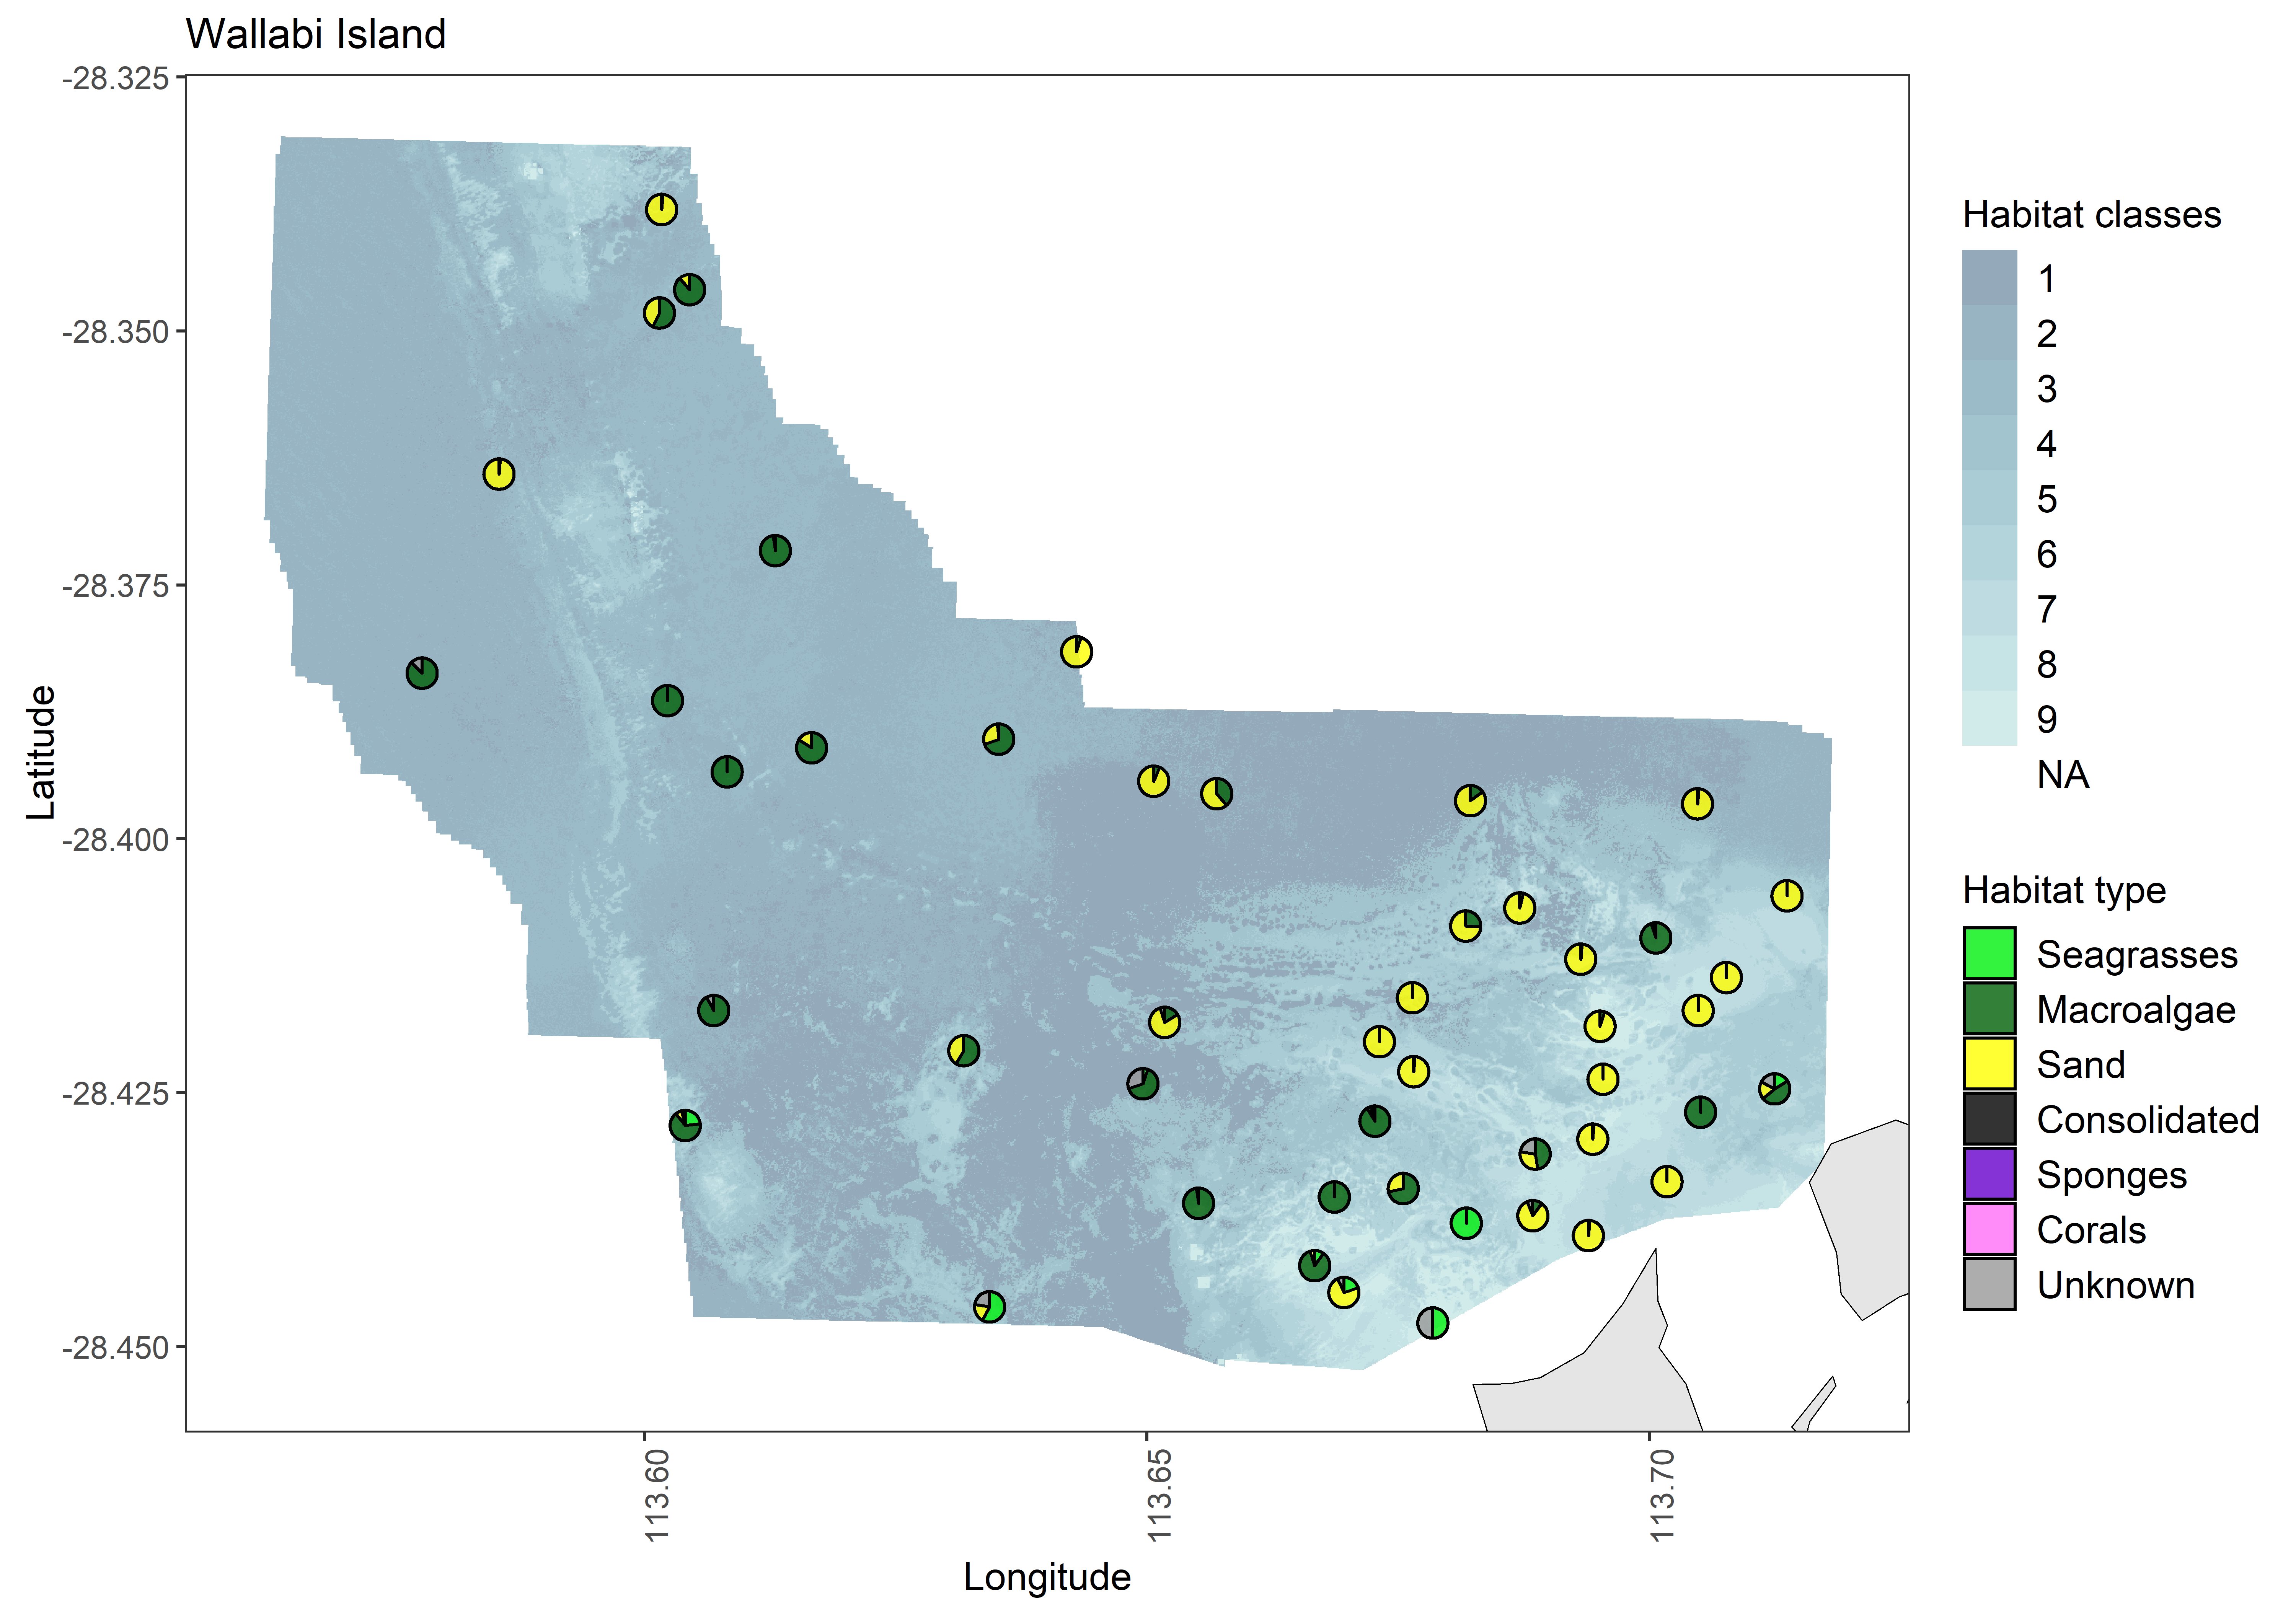 Wallabi Island
-28.325
-28.350
-28.375
-28.400
-28.425
-28.450
Latitude
113.60
113.65
113.70
Longitude
Habitat classes
1
2
3
4
5
6
7
8
9
NA
Habitat type
Seagrasses
Macroalgae
Sand
Consolidated
Sponges
Corals
Unknown